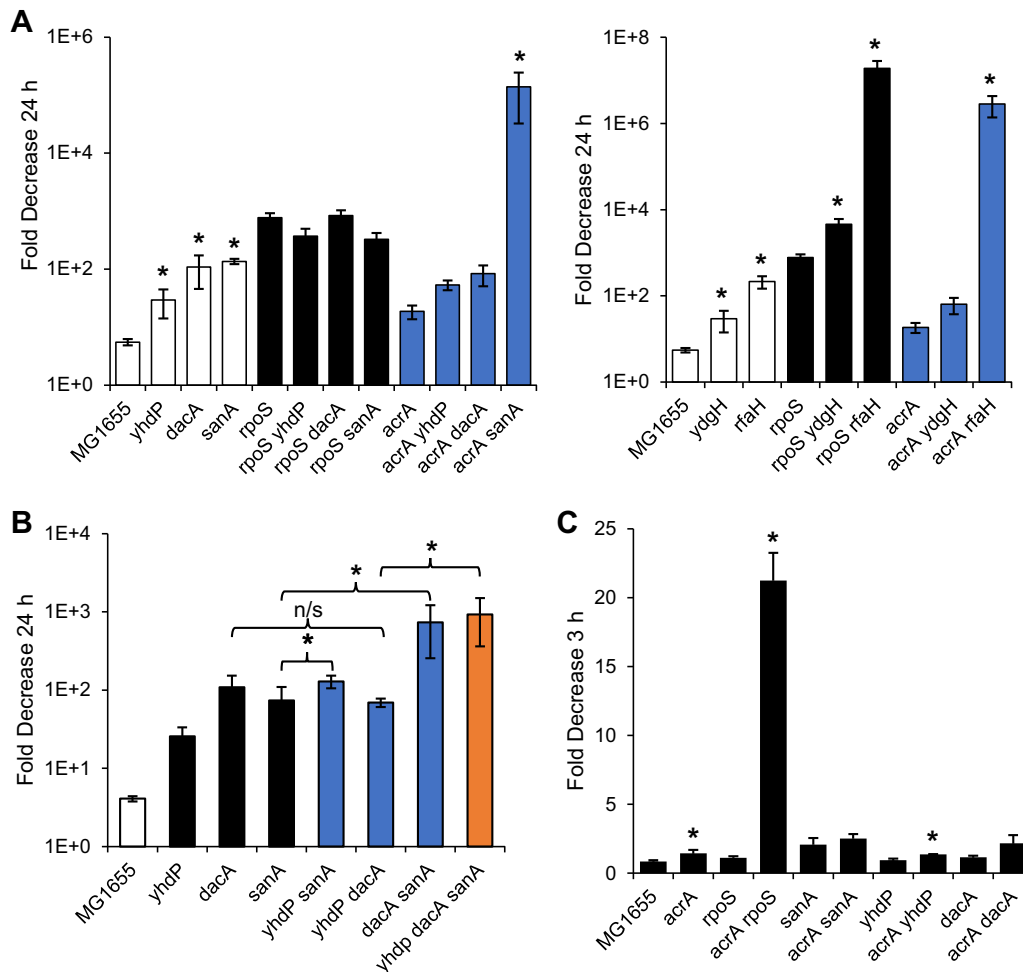 A
Fold Decrease 24 h
1E+6
1E+4
1E+2
1E+0
*
*
*
*
MG1655
yhdP
dacA
sanA
rpoS
rpoS yhdP
rpoS dacA
rpoS sanA
acrA
acrA yhdP
acrA dacA
acrA sanA
Fold Decrease 24 h
1E+8
1E+6
1E+4
1E+2
1E+0
*
*
*
*
*
MG1655
ydgH
rfaH
rpoS
rpoS ydgH
rpoS rfaH
acrA
acrA ydgH
acrA rfaH
B
Fold Decrease 24 h
1E+4
1E+3
1E+2
1E+1
1E+0
*
*
n/s
*
MG1655
yhdP
dacA
sanA
yhdP sanA
yhdP dacA
dacA sanA
yhdp dacA sanA
C
Fold Decrease 3 h
25
20
15
10
5
0
*
*
*
MG1655
acrA
rpoS
acrA rpoS
sanA
acrA sanA
yhdP
acrA yhdP
dacA
acrA dacA